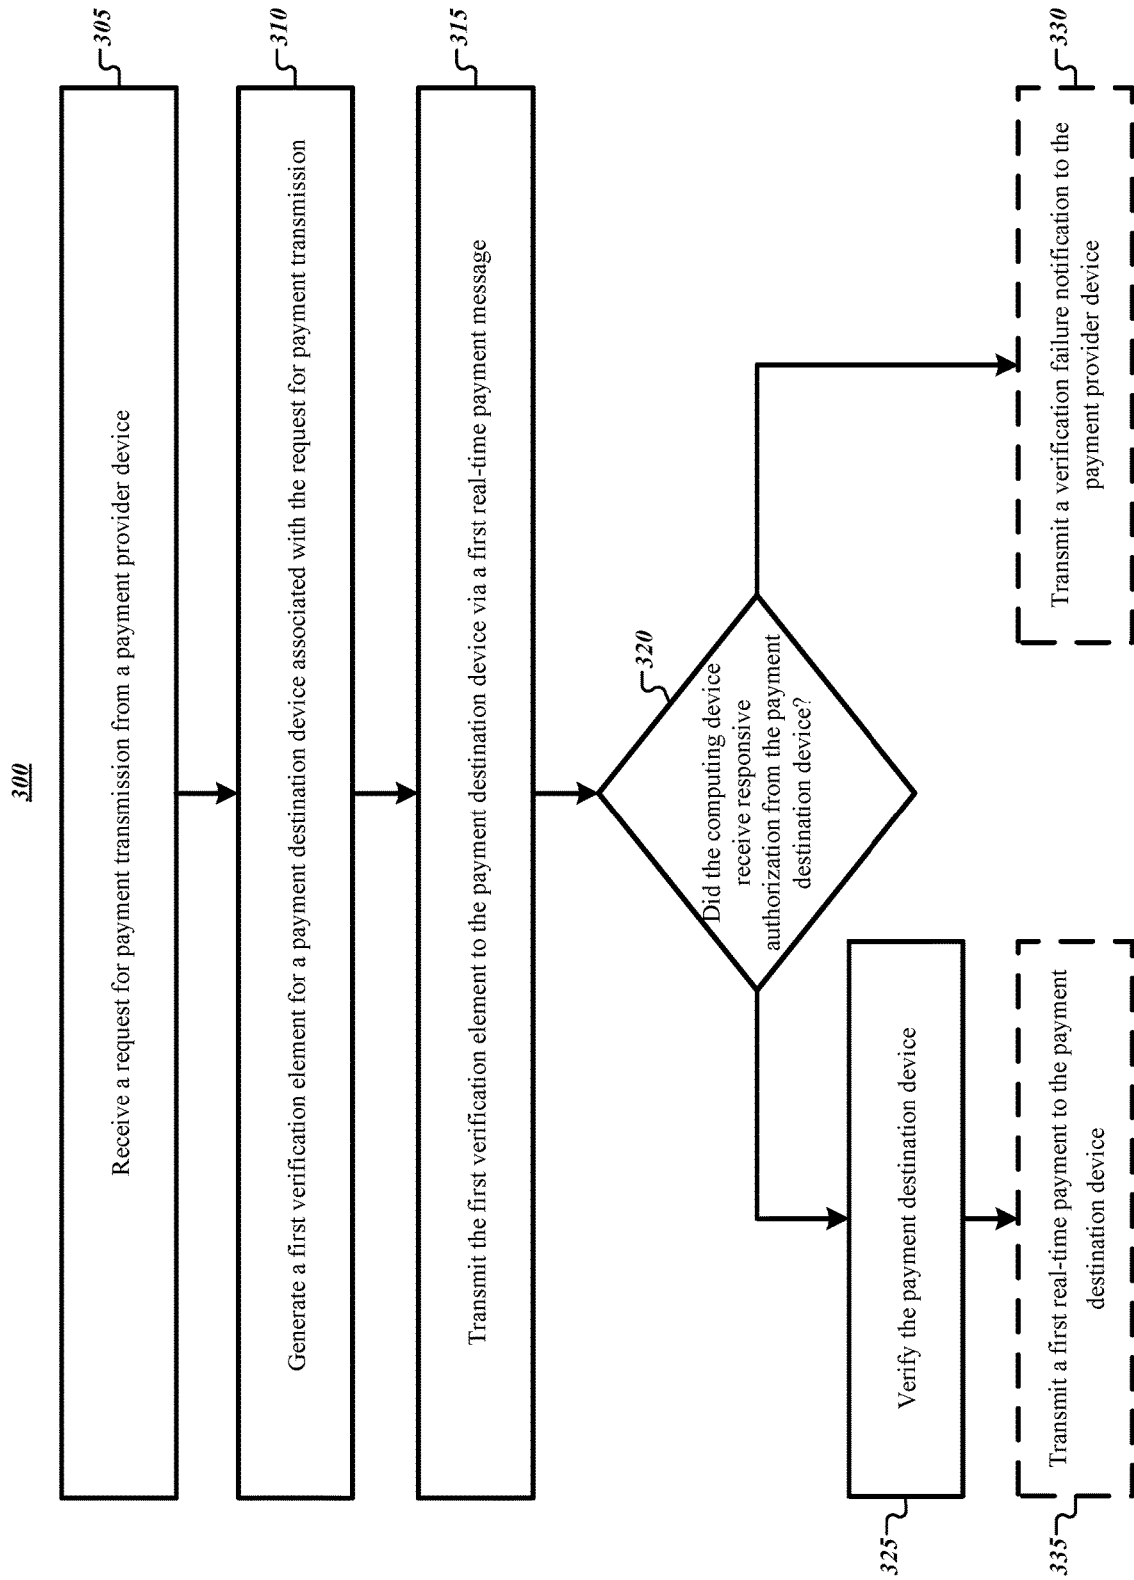 300
305
Receive a request for payment transmission from a payment provider device
310
Generate a first verification element for a payment destination device associated with the request for payment transmission
315
Transmit the first verification element to the payment destination device via a first real-time payment message
320
Did the computing device
receive responsive
authorization from the payment
destination device?
325
Verify the payment destination device
330
Transmit a verification failure notification to the
payment provider device
335
Transmit a first real-time payment to the payment
destination device